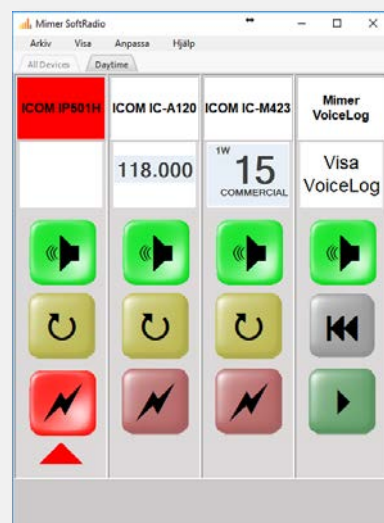 Mimer SoftRadio
Arkiv Visa Anpassa Hjälp
All Devices Daytime
ICOM IP501H ICOM IC-A120 ICOM IC-M423 Mimer
VoiceLog
118.000
1W
15
COMMERCIAL
Visa
VoiceLog